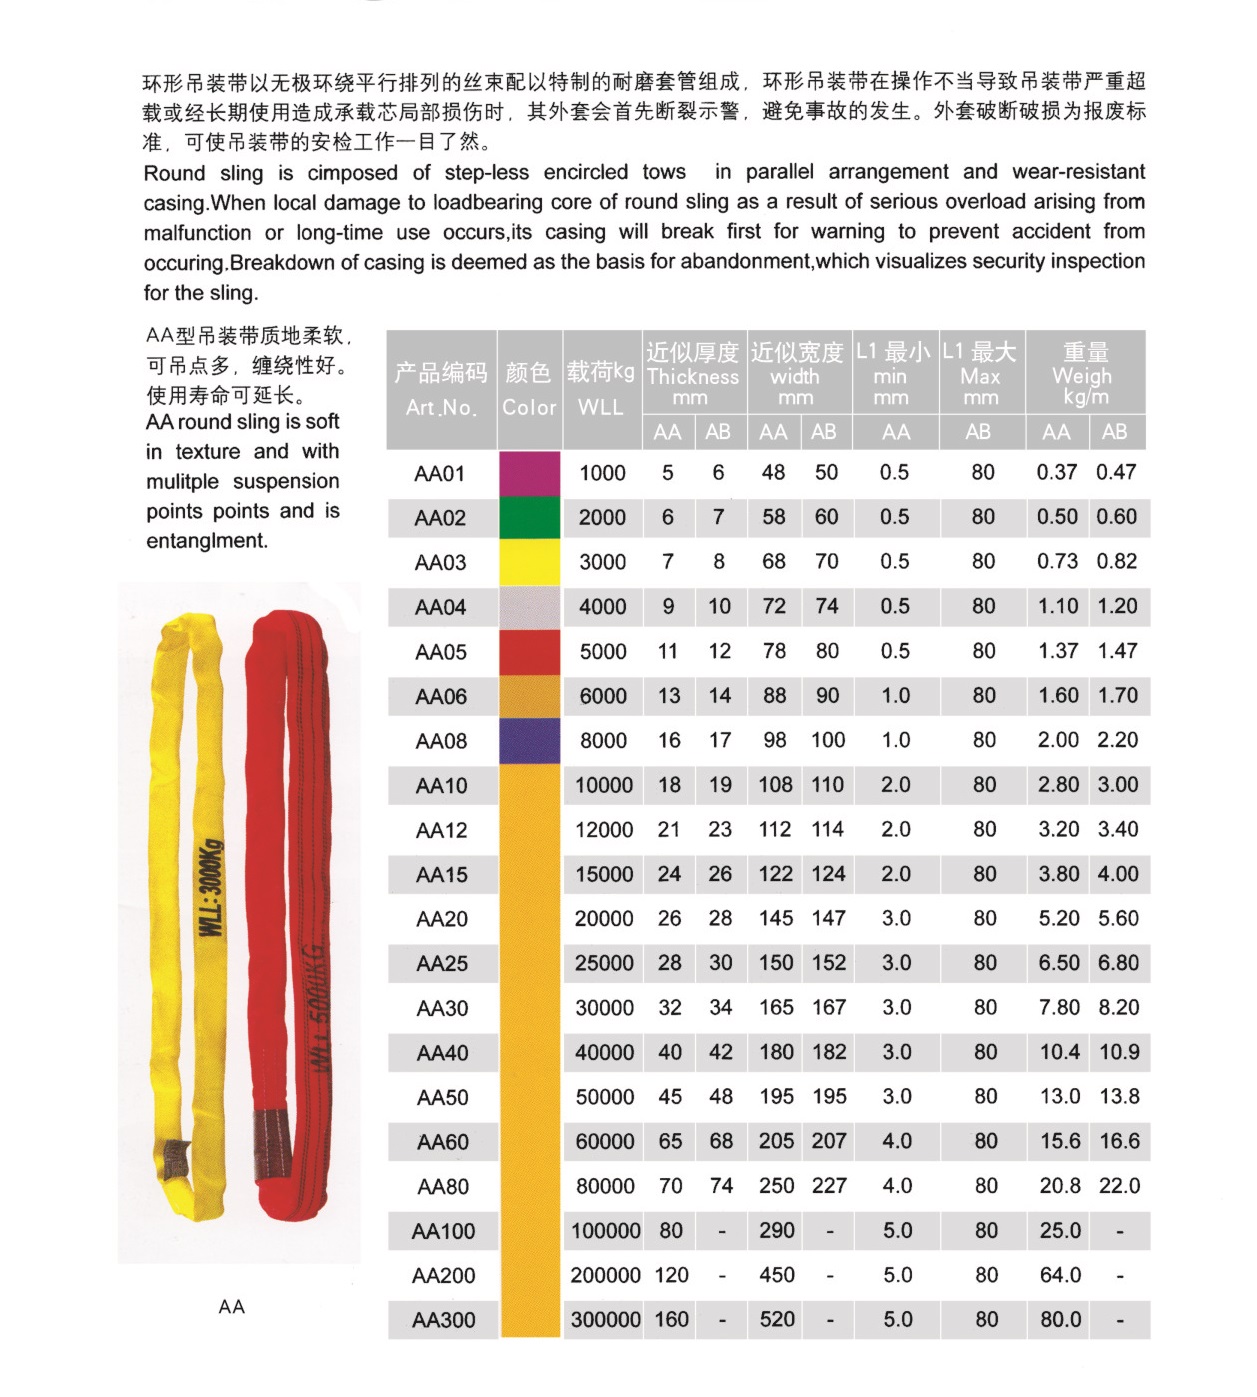 环形吊装带以无极环绕平行排列的丝束配以特制的耐磨套管组成，环形吊装带在操作不当导致吊装带严重超
载或经长期使用造成承载芯局部损伤时，其外套会首先断裂示警，避免事故的发生。外套破断破损为报废标
准，可使吊装带的安检工作一目了然。
Round sling is cimposed of step-less encircled tows in parallel arrangement and wear-resistant
casing.When local damage to loadbearing core of round sling as a result of serious overload arising from
malfunction or long-time use occurs,its casing will break first for warning to prevent accident from
occuring.Breakdown of casing is deemed as the basis for abandonment,which visualizes security inspection
for the sling.
AA型吊装带质地柔软，
可吊点多，缠绕性好。
使用寿命可延长。
AA round sling is soft
in texture and with
mulitple suspension
points points and is
entanglment.
WLL:3000Kg
WLL 5000KG
AA
产品编码 颜色 载荷kg 近似厚度 近似宽度 L1 最小 L1 最大 重量
Art.No. Color WLL Thickness width min Max Weigh
mm mm mm mm kg/m
AA AB AA AB AA AB AA AB
AA01 1000 5 6 48 50 0.5 80 0.37 0.47
AA02 2000 6 7 58 60 0.5 80 0.50 0.60
AA03 3000 7 8 68 70 0.5 80 0.73 0.82
AA04 4000 9 10 72 74 0.5 80 1.10 1.20
AA05 5000 11 12 78 80 0.5 80 1.37 1.47
AA06 6000 13 14 88 90 1.0 80 1.60 1.70
AA08 8000 16 17 98 100 1.0 80 2.00 2.20
AA10 10000 18 19 108 110 2.0 80 2.80 3.00
AA12 12000 21 23 112 114 2.0 80 3.20 3.40
AA15 15000 24 26 122 124 2.0 80 3.80 4.00
AA20 20000 26 28 145 147 3.0 80 5.20 5.60
AA25 25000 28 30 150 152 3.0 80 6.50 6.80
AA30 30000 32 34 165 167 3.0 80 7.80 8.20
AA40 40000 40 42 180 182 3.0 80 10.4 10.9
AA50 50000 45 48 195 195 3.0 80 13.0 13.8
AA60 60000 65 68 205 207 4.0 80 15.6 16.6
AA80 80000 70 74 250 227 4.0 80 20.8 22.0
AA100 100000 80 - 290 - 5.0 80 25.0 -
AA200 200000 120 - 450 - 5.0 80 64.0 -
AA300 300000 160 - 520 - 5.0 80 80.0 -